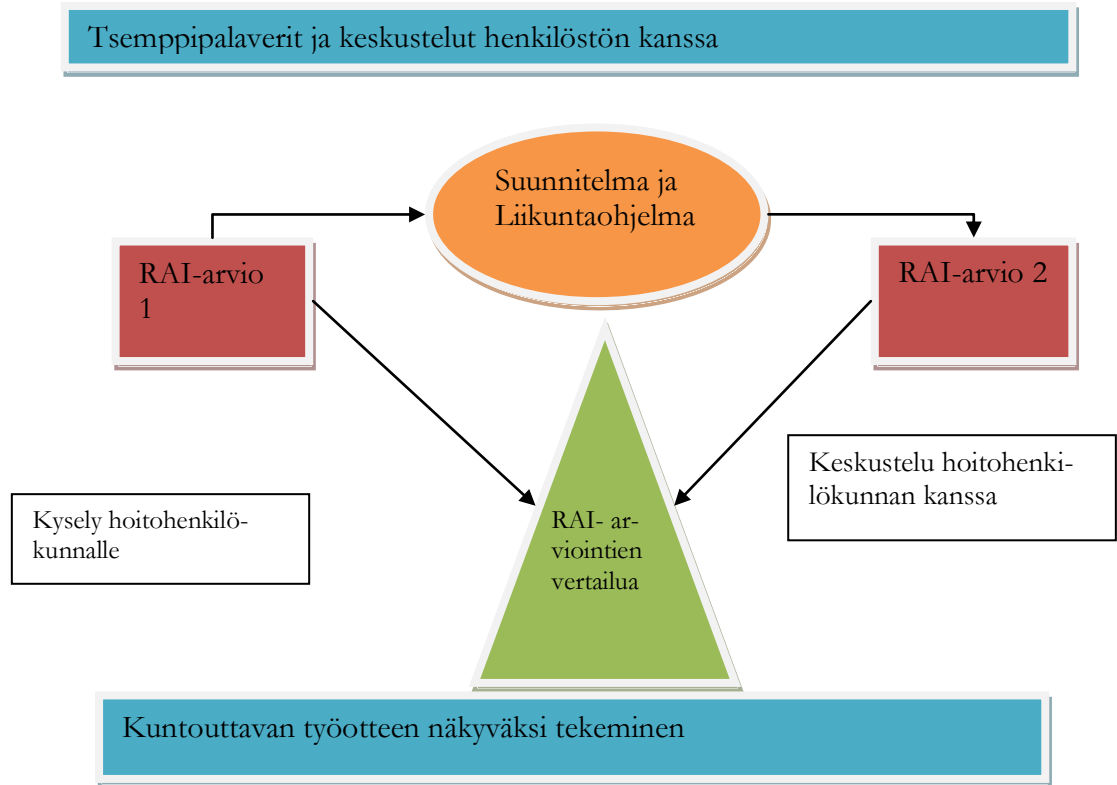 Tsemppipalaverit ja keskustelut henkilöstön kanssa
Suunnitelma ja
Liikuntaohjelma
RAI-arvio
1
RAI-arvio 2
Keskustelu hoitohenki-
lökunnan kanssa
Kysely hoitohenkilö-
kunnalle
RAI- ar-
viointien
vertailua
Kuntouttavan työotteen näkyväksi tekeminen